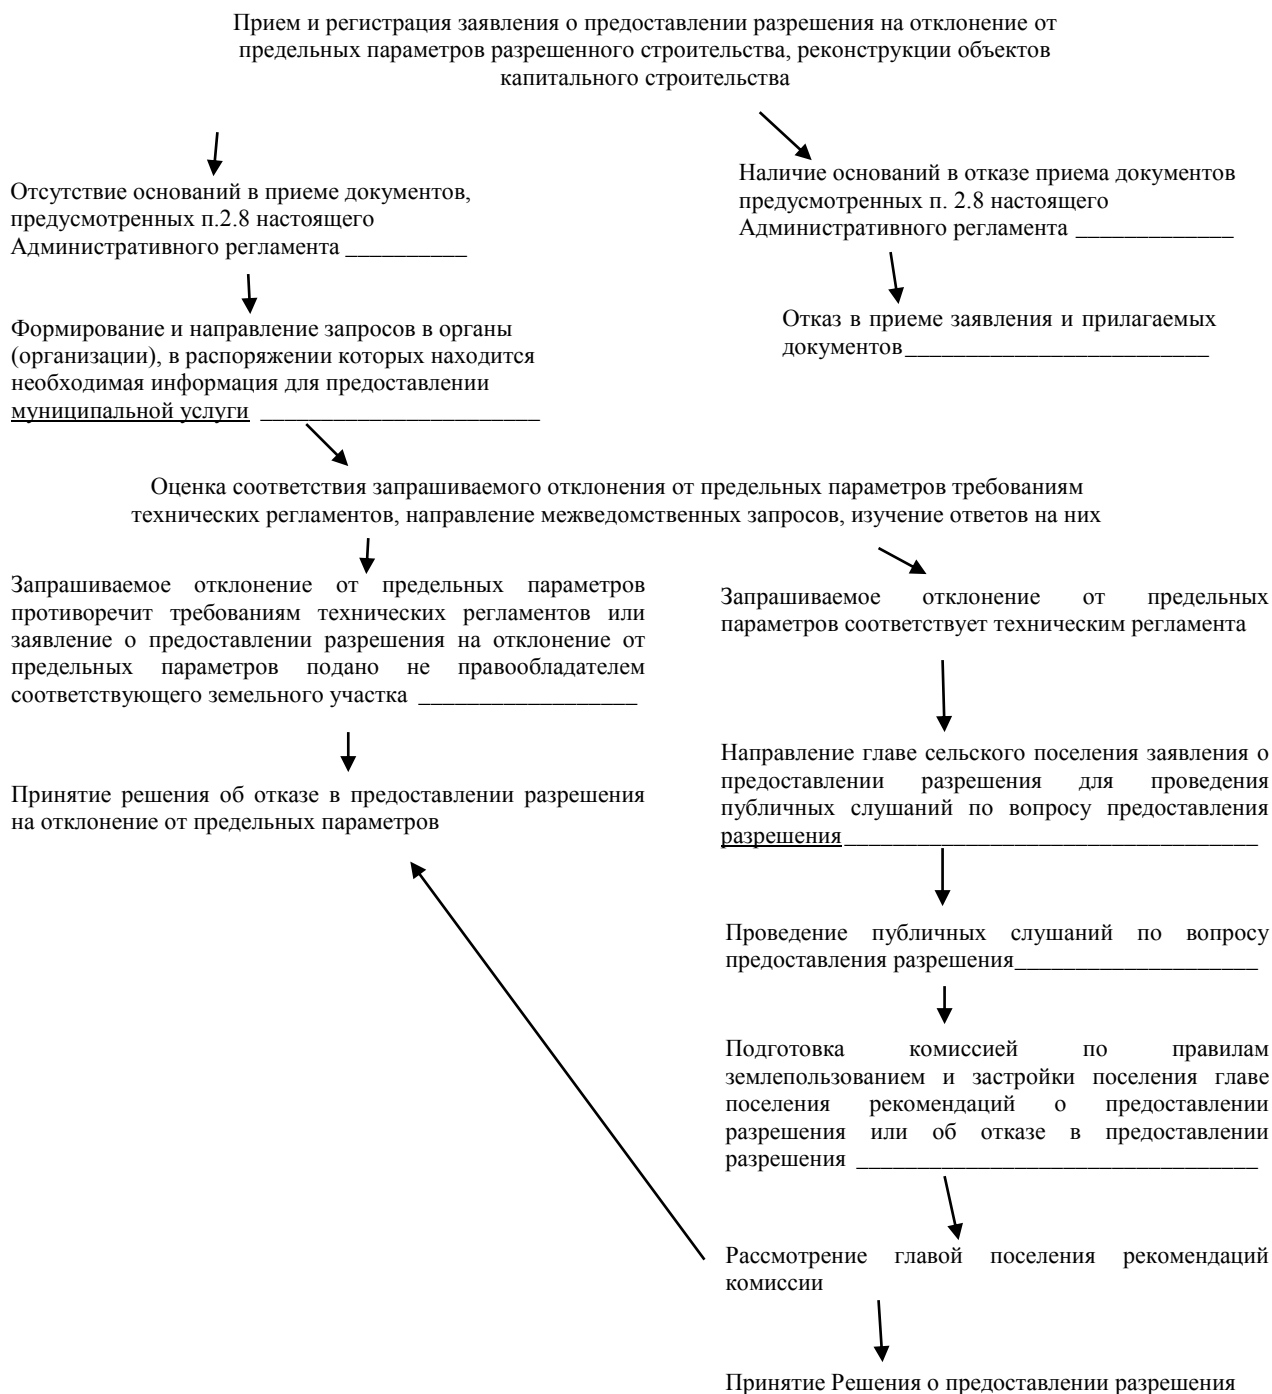 Прием и регистрация заявления о предоставлении разрешения на отклонение от
предельных параметров разрешенного строительства, реконструкции объектов
капитального строительства
Отсутствие оснований в приеме документов,
предусмотренных п.2.8 настоящего
Административного регламента __________
Наличие оснований в отказе приема документов
предусмотренных п. 2.8 настоящего
Административного регламента _____________
Формирование и направление запросов в органы
(организации), в распоряжении которых находится
необходимая информация для предоставлении
муниципальной услуги _______________________
Отказ в приеме заявления и прилагаемых
документов_________________________
Оценка соответствия запрашиваемого отклонения от предельных параметров требованиям
технических регламентов, направление межведомственных запросов, изучение ответов на них
Запрашиваемое отклонение от предельных параметров
противоречит требованиям технических регламентов или
заявление о предоставлении разрешения на отклонение от
предельных параметров подано не правообладателем
соответствующего земельного участка __________________
Запрашиваемое отклонение от предельных
параметров соответствует техническим регламента
Принятие решения об отказе в предоставлении разрешения
на отклонение от предельных параметров
Направление главе сельского поселения заявления о
предоставлении разрешения для проведения
публичных слушаний по вопросу предоставления
разрешения__________________________________
Проведение публичных слушаний по вопросу
предоставления разрешения____________________
Подготовка комиссией по правилам
землепользованием и застройки поселения главе
поселения рекомендаций о предоставлении
разрешения или об отказе в предоставлении
разрешения _________________________________
Рассмотрение главой поселения рекомендаций
комиссии
Принятие Решения о предоставлении разрешения